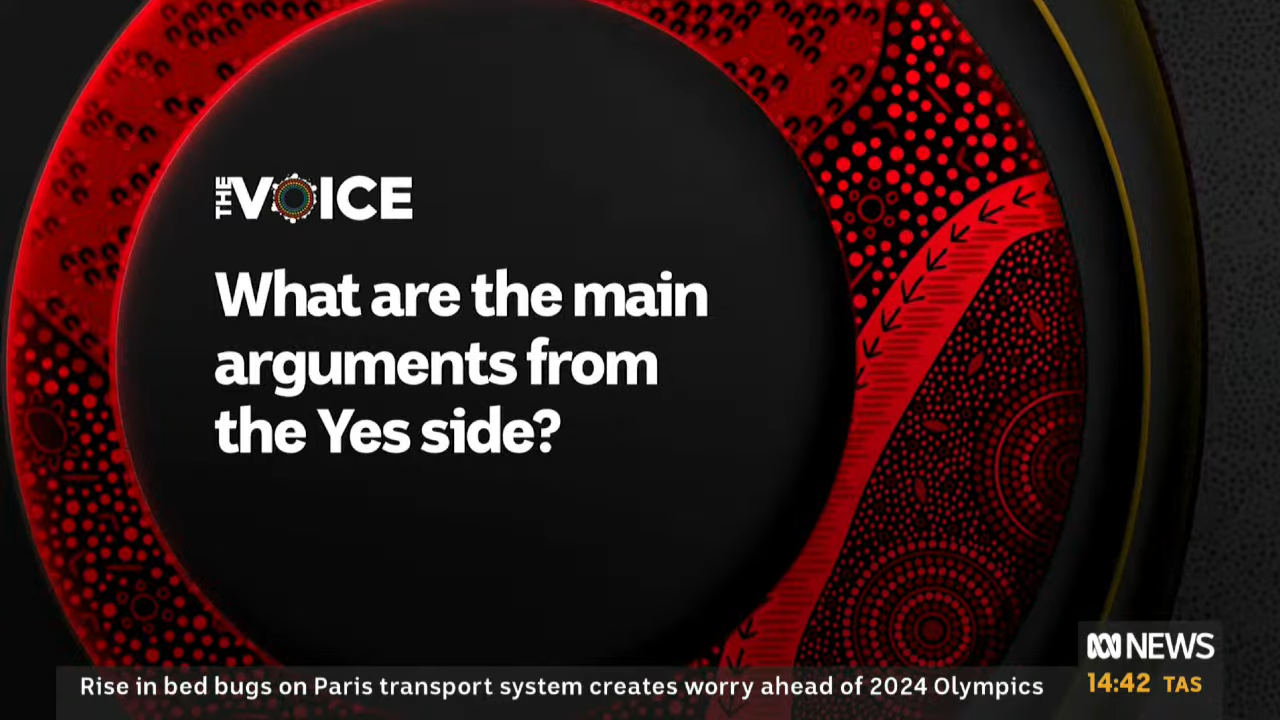 THE VOICE
What are the main
arguments from
the Yes side?
NEWS
Rise in bed bugs on Paris transport system creates worry ahead of 2024 Olympics
14:42 TAS